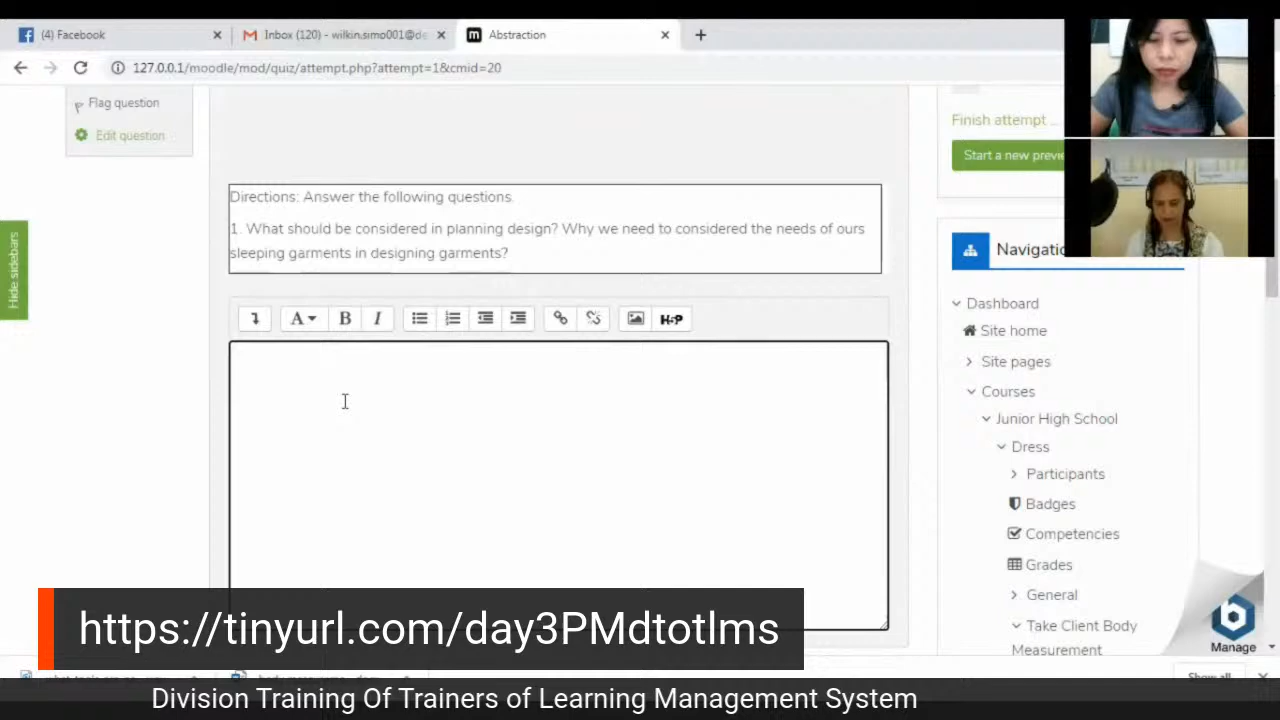 (4) Facebook
Inbox (120) - wilkin.simo001@de
Abstraction
127.0.0.1/moodle/mod/quiz/attempt.php?attempt=1&cmid=20
Flag question
Edit question
Hide sidebars
Directions: Answer the following questions.
1. What should be considered in planning design? Why we need to considered the needs of ours
sleeping garments in designing garments?
A B I
H-P
Finish attempt ...
Start a new previe
Navigatio
Dashboard
Site home
Site pages
Courses
Junior High School
Dress
Participants
Badges
Competencies
Grades
General
Take Client Body
Measurement
Manage
https://tinyurl.com/day3PMdtotlms
Show all
Division Training Of Trainers of Learning Management System